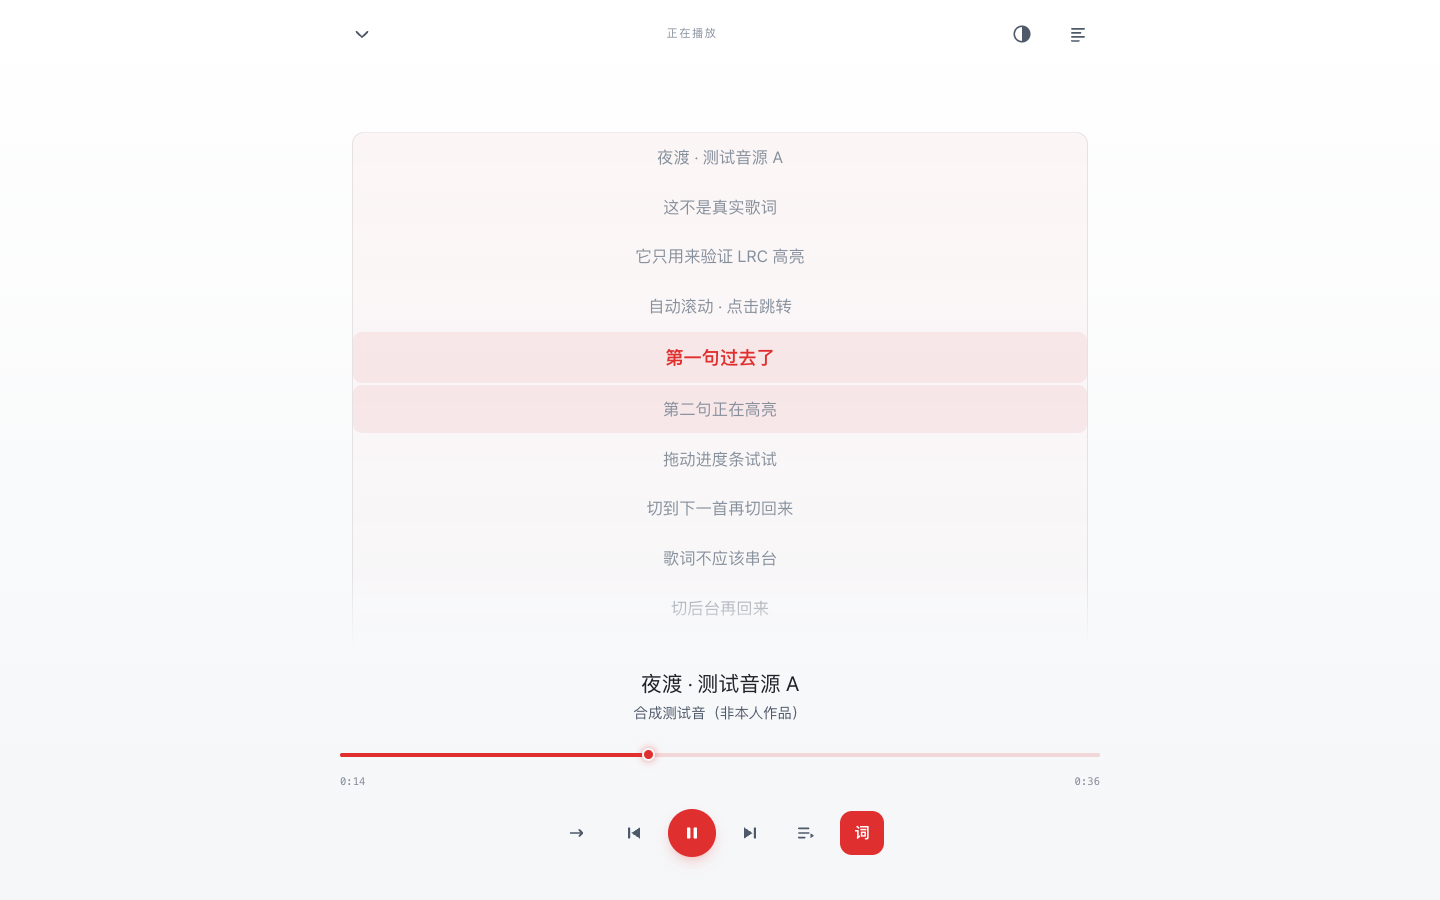 正在播放
夜渡 · 测试音源 A
这不是真实歌词
它只用来验证 LRC 高亮
自动滚动 · 点击跳转
第一句过去了
第二句正在高亮
拖动进度条试试
切到下一首再切回来
歌词不应该串台
切后台再回来
夜渡 · 测试音源 A
合成测试音（非本人作品）
0:14 0:36
词